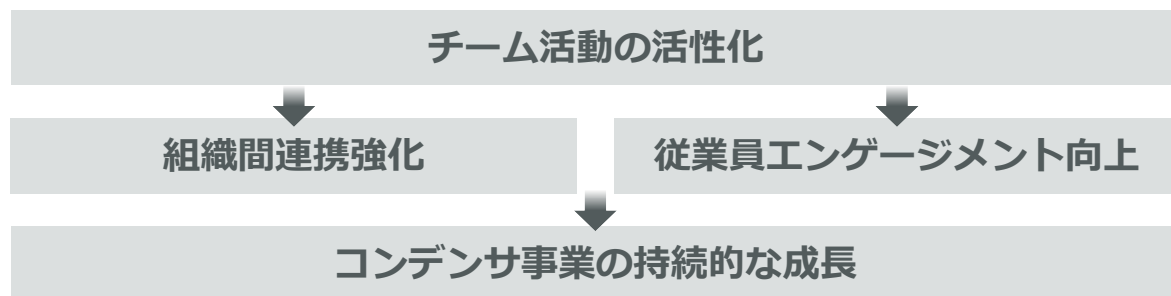 チーム活動の活性化
組織間連携強化
従業員エンゲージメント向上
コンデンサ事業の持続的な成長